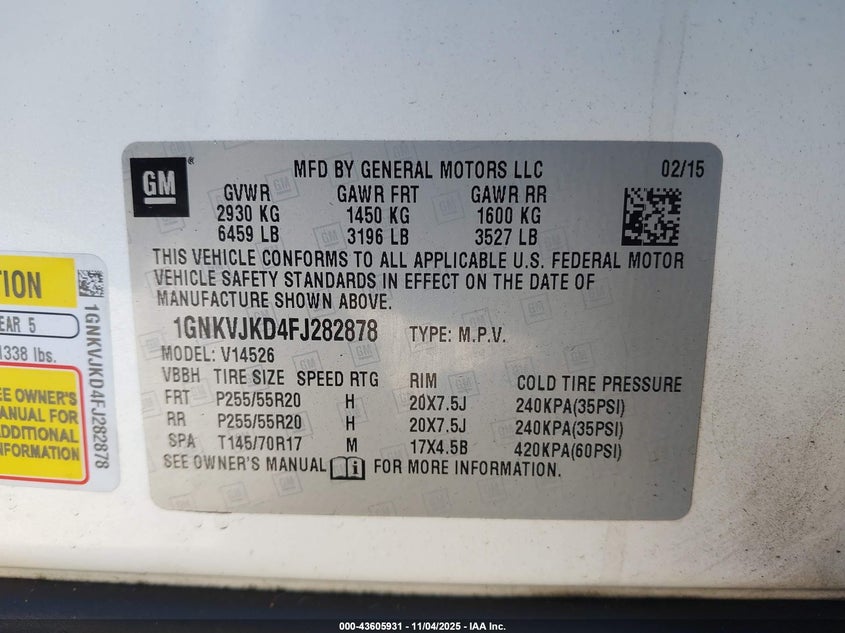 GM
®
MFD BY GENERAL MOTORS LLC 02/15
GVWR GAWR FRT GAWR RR
2930 KG 1450 KG 1600 KG
6459 LB 3196 LB 3527 LB
THIS VEHICLE CONFORMS TO ALL APPLICABLE U.S. FEDERAL MOTOR
VEHICLE SAFETY STANDARDS IN EFFECT ON THE DATE OF
MANUFACTURE SHOWN ABOVE.
1GNKVJKD4FJ282878 TYPE: M.P.V.
MODEL: V14526
VBBH TIRE SIZE SPEED RTG RIM COLD TIRE PRESSURE
FRT P255/55R20 H 20X7.5J 240KPA(35PSI)
RR P255/55R20 H 20X7.5J 240KPA(35PSI)
SPA T145/70R17 M 17X4.5B 420KPA(60PSI)
SEE OWNER'S MANUAL i FOR MORE INFORMATION.
TION
EAR 5
1338 lbs.
EE OWNER'S
MANUAL FOR
ADDITIONAL
NFORMATION
1GNKVJKD4FJ282878
000-43605931 - 11/04/2025 - IAA Inc.